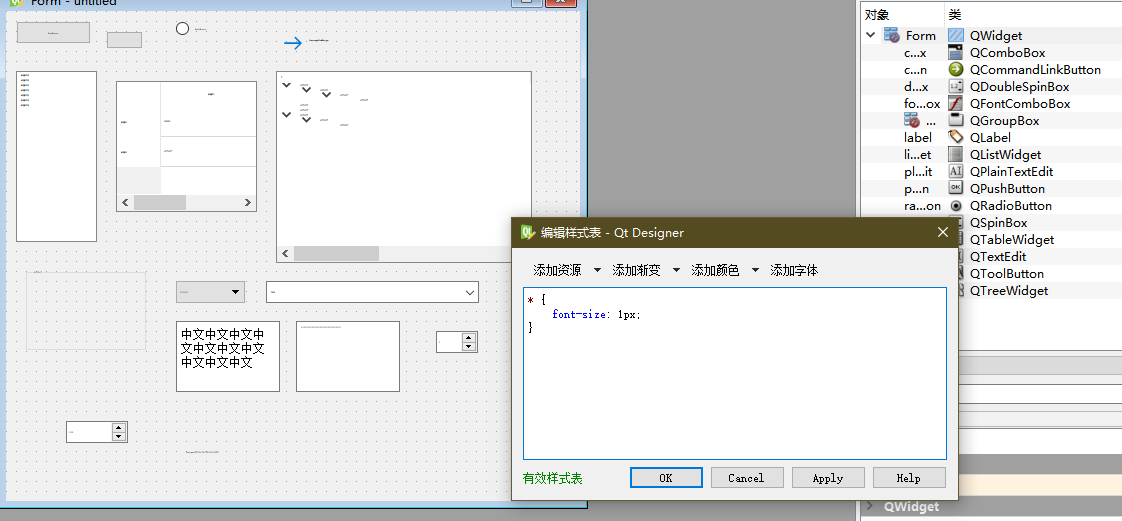 Form - untitled
对象 类
Form QWidget
c...x QComboBox
c...n QCommandLinkButton
d...x QDoubleSpinBox
fo...ox QFontComboBox
... QGroupBox
label QLabel
li...et QListWidget
pl...it QPlainTextEdit
p...n QPushButton
ra...on QRadioButton
QSpinBox
QTableWidget
QTextEdit
QToolButton
QTreeWidget
编辑样式表 - Qt Designer
添加资源 添加渐变 添加颜色 添加字体
* {
font-size: 1px;
}
中文中文中文中
文中文中文中文
中文中文中文
有效样式表 OK Cancel Apply Help
QWidget